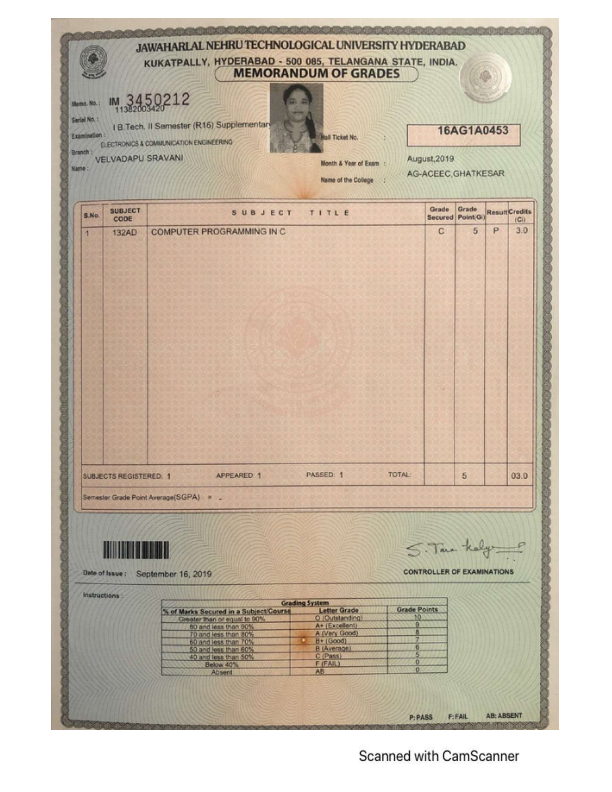 JAWAHARLAL NEHRU TECHNOLOGICAL UNIVERSITY HYDERABAD
KUKATPALLY, HYDERABAD - 500 085, TELANGANA STATE, INDIA.
MEMORANDUM OF GRADES
Memo. No.: IM 3450212
Serial No.: 11382003420
Examination: I B.Tech. II Semester (R16) Supplementary
Hall Ticket No. : 16AG1A0453
Branch: ELECTRONICS & COMMUNICATION ENGINEERING
Name: VELVADAPU SRAVANI
Month & Year of Exam : August,2019
Name of the College : AG-ACEEC,GHATKESAR
S.No. SUBJECT CODE SUBJECT TITLE Grade Secured Grade Point(Gi) Result Credits (Ci)
1 132AD COMPUTER PROGRAMMING IN C C 5 P 3.0
SUBJECTS REGISTERED: 1 APPEARED: 1 PASSED: 1 TOTAL: 5 03.0
Semester Grade Point Average(SGPA) = -
Date of Issue : September 16, 2019
CONTROLLER OF EXAMINATIONS
Instructions :
Grading System
% of Marks Secured in a Subject/Course Letter Grade Grade Points
Greater than or equal to 90% O (Outstanding) 10
80 and less than 90% A+ (Excellent) 9
70 and less than 80% A (Very Good) 8
60 and less than 70% B+ (Good) 7
50 and less than 60% B (Average) 6
40 and less than 50% C (Pass) 5
Below 40% F (FAIL) 0
Absent AB 0
P: PASS F: FAIL AB: ABSENT
Scanned with CamScanner